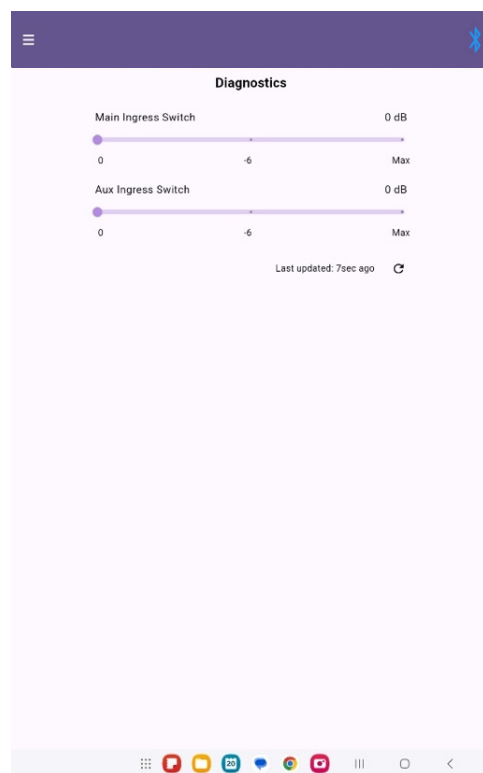 Diagnostics
Main Ingress Switch 0 dB
0 -6 Max
Aux Ingress Switch 0 dB
0 -6 Max
Last updated: 7sec ago
20